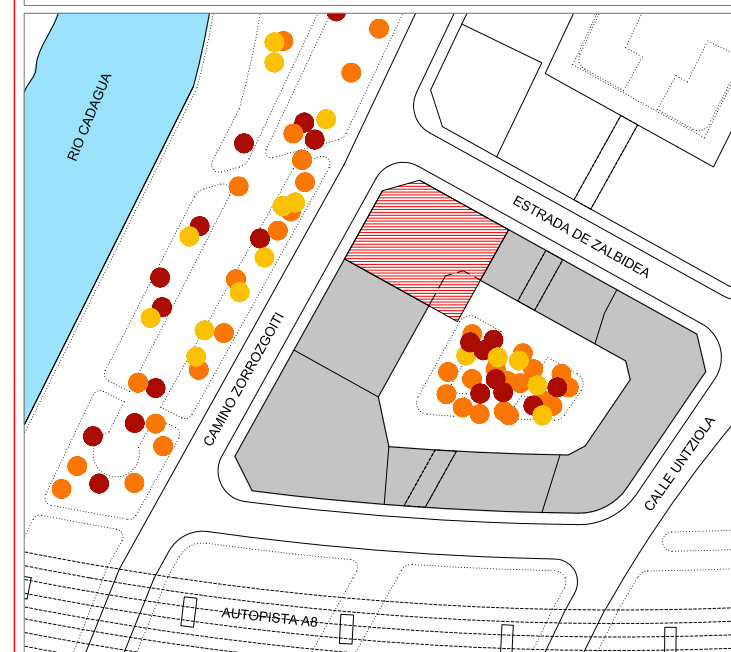 RIO CADAGUA
ESTRADA DE ZALBIDEA
CAMINO ZORROZGOITI
CALLE UNTZIOLA
AUTOPISTA A8